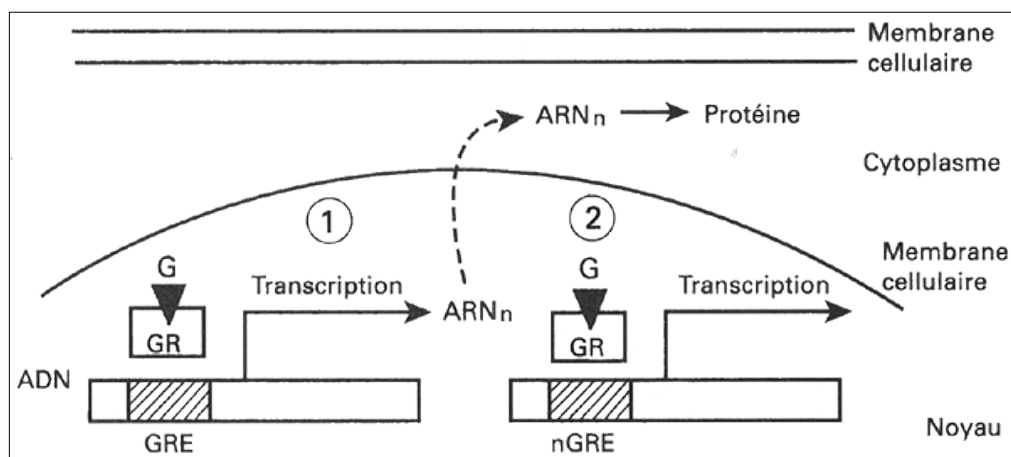 Membrane
cellulaire
ARNn → Protéine
Cytoplasme
1
2
Membrane
cellulaire
G
G
Transcription
Transcription
ARNn
GR
GR
ADN
GRE
nGRE
Noyau